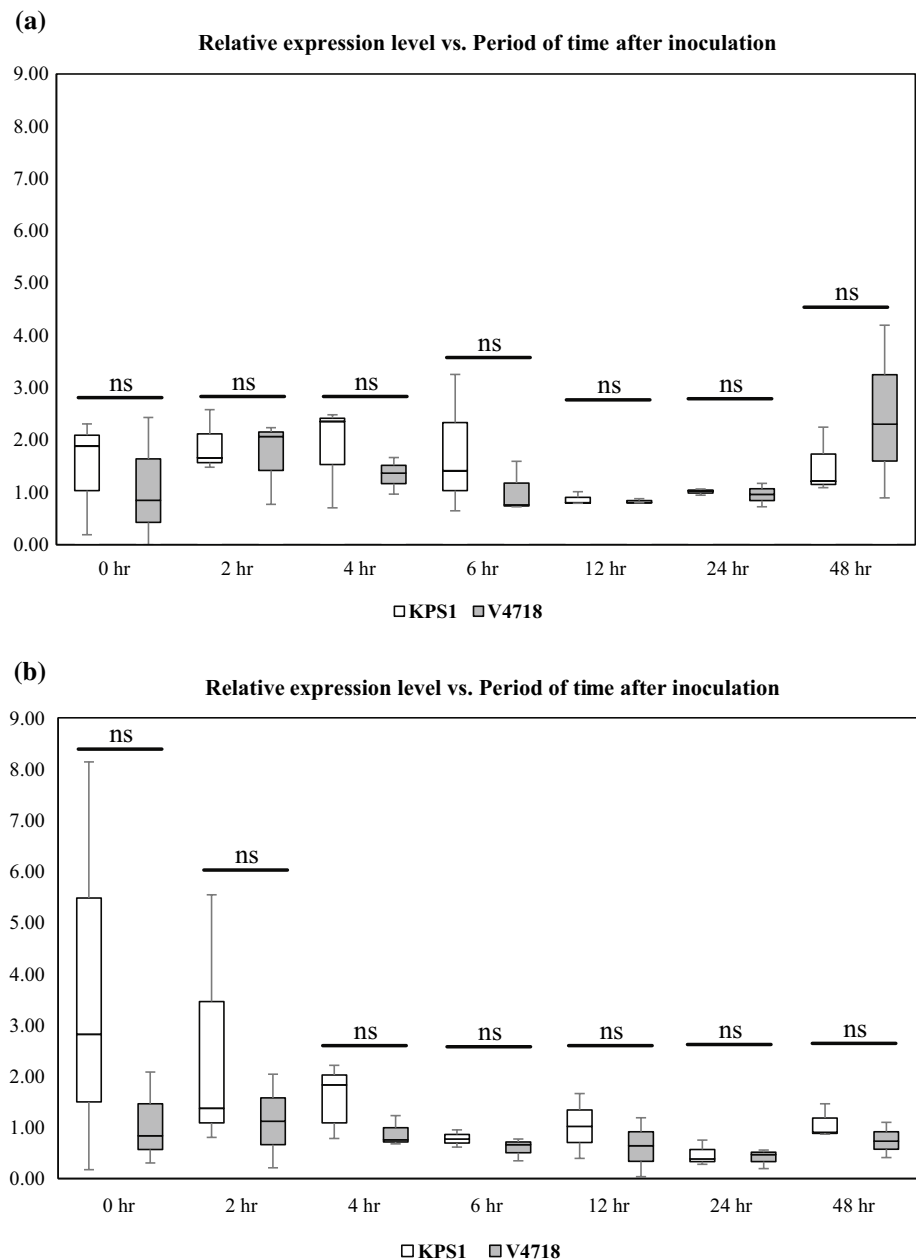 (a)
Relative expression level vs. Period of time after inoculation
9.00
8.00
7.00
6.00
5.00
4.00
3.00
2.00
1.00
0.00
ns
ns
ns
ns
ns
ns
ns
0 hr
2 hr
4 hr
6 hr
12 hr
24 hr
48 hr
KPS1 V4718
(b)
Relative expression level vs. Period of time after inoculation
9.00
8.00
7.00
6.00
5.00
4.00
3.00
2.00
1.00
0.00
ns
ns
ns
ns
ns
ns
ns
0 hr
2 hr
4 hr
6 hr
12 hr
24 hr
48 hr
KPS1 V4718